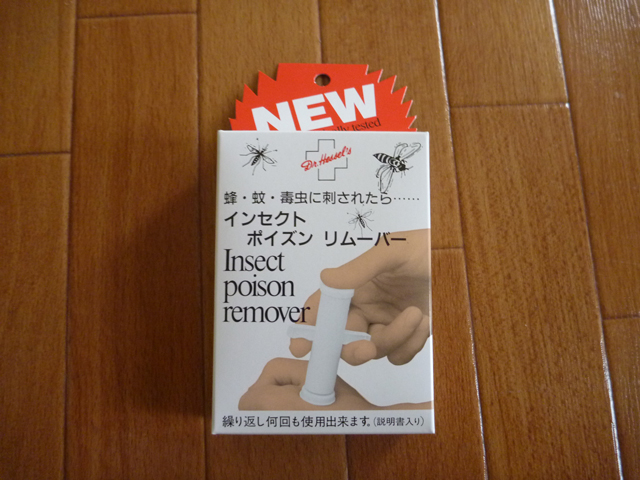 NEW
tested
Dr. Hessel's
蜂・蚊・毒虫に刺されたら……
インセクト
ポイズン リムーバー
Insect
poison
remover
繰り返し何回も使用出来ます。(説明書入り)